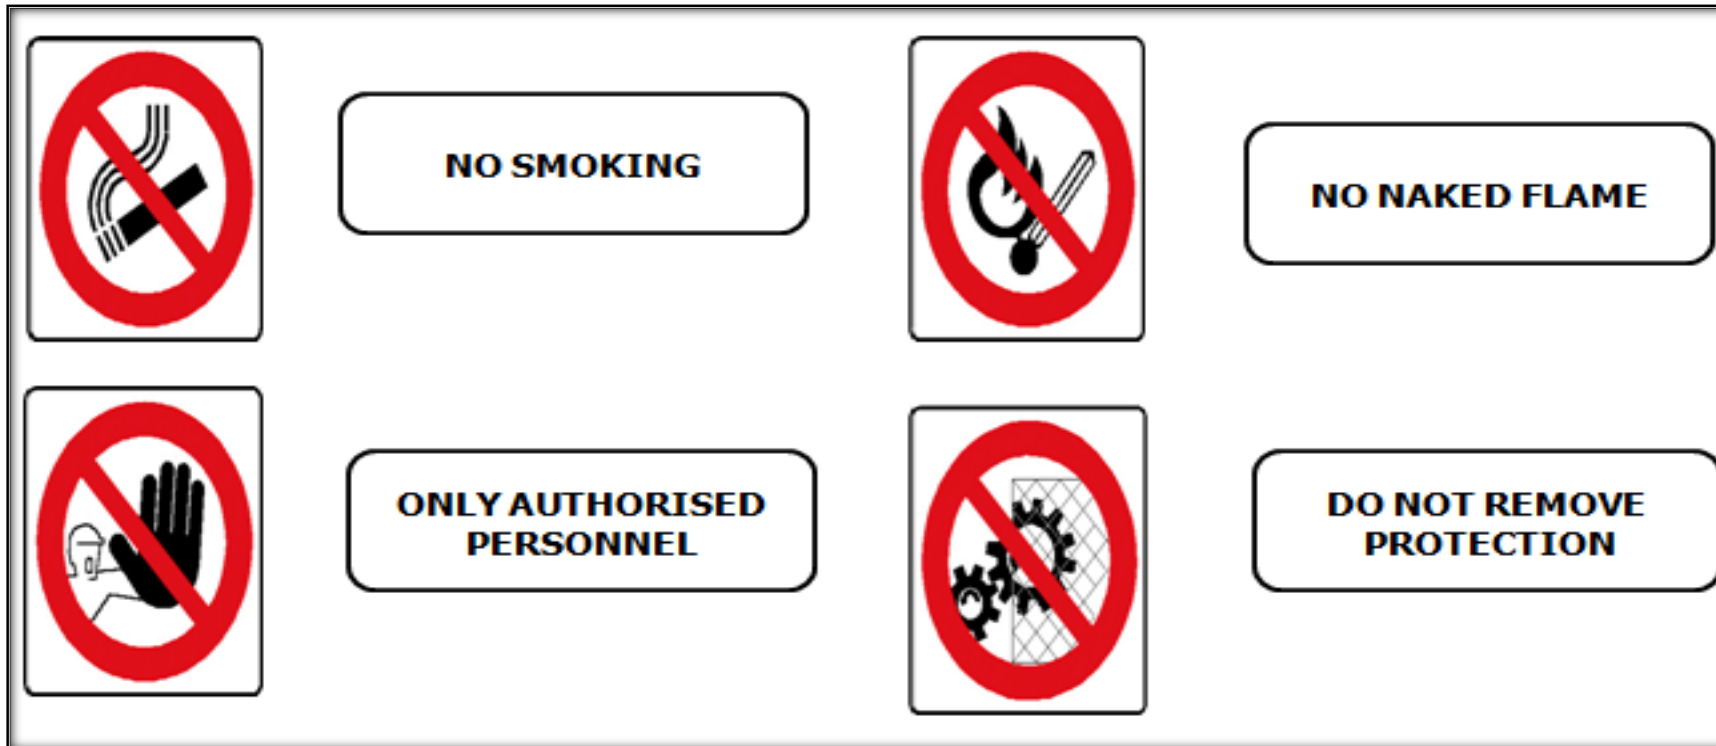 NO SMOKING
NO NAKED FLAME
ONLY AUTHORISED
PERSONNEL
DO NOT REMOVE
PROTECTION